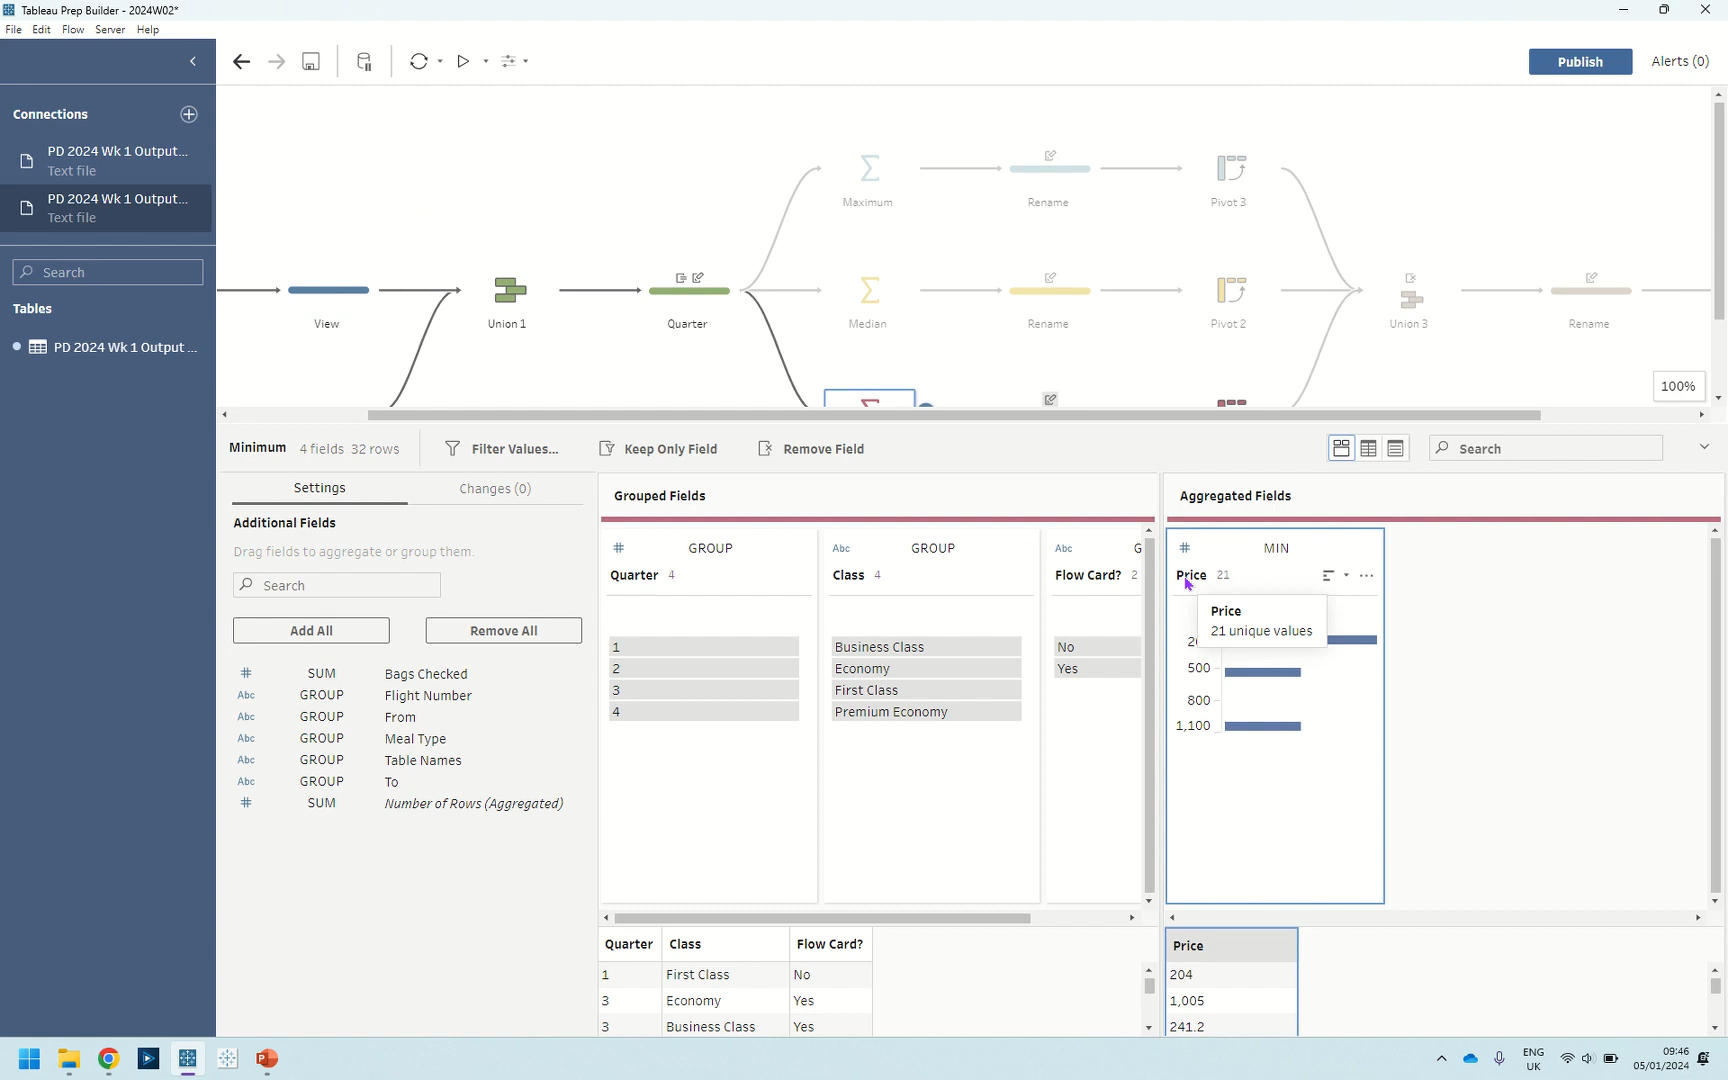 Tableau Prep Builder - 2024W02*
File Edit Flow Server Help
Publish
Alerts (0)
Connections
PD 2024 Wk 1 Output...
Text file
PD 2024 Wk 1 Output...
Text file
Search
Tables
PD 2024 Wk 1 Output ...
Maximum
Rename
Pivot 3
View
Union 1
Quarter
Median
Rename
Pivot 2
Union 3
Rename
100%
Minimum 4 fields 32 rows
Filter Values...
Keep Only Field
Remove Field
Search
Settings
Changes (0)
Additional Fields
Drag fields to aggregate or group them.
Search
Add All
Remove All
# SUM Bags Checked
Abc GROUP Flight Number
Abc GROUP From
Abc GROUP Meal Type
Abc GROUP Table Names
Abc GROUP To
# SUM Number of Rows (Aggregated)
Grouped Fields
# GROUP
Quarter 4
1
2
3
4
Abc GROUP
Class 4
Business Class
Economy
First Class
Premium Economy
Abc G
Flow Card? 2
No
Yes
Quarter Class Flow Card?
1 First Class No
3 Economy Yes
3 Business Class Yes
Aggregated Fields
# MIN
Price 21
Price
21 unique values
500
800
1,100
Price
204
1,005
241.2
ENG
UK
09:46
05/01/2024